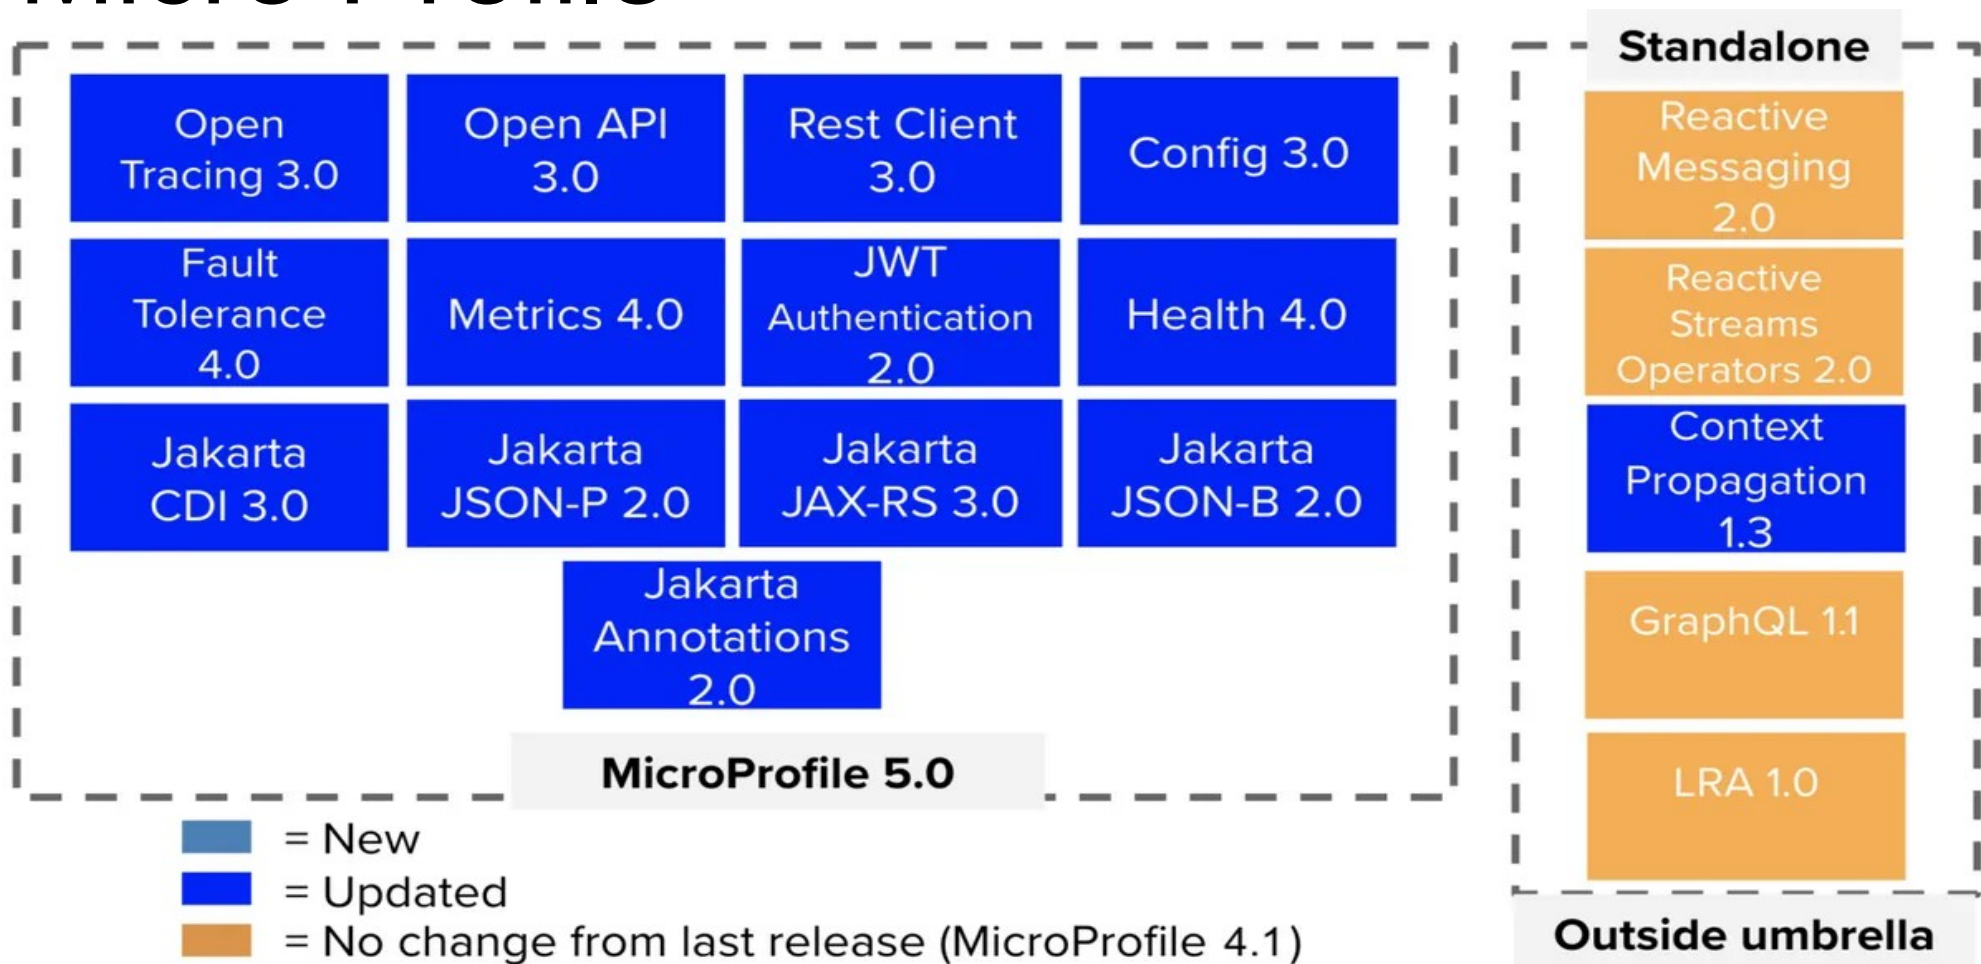 Micro Profile
Open
Tracing 3.0
Open API
3.0
Rest Client
3.0
Config 3.0
Fault
Tolerance
4.0
Metrics 4.0
JWT
Authentication
2.0
Health 4.0
Jakarta
CDI 3.0
Jakarta
JSON-P 2.0
Jakarta
JAX-RS 3.0
Jakarta
JSON-B 2.0
Jakarta
Annotations
2.0
MicroProfile 5.0
= New
= Updated
= No change from last release (MicroProfile 4.1)
Standalone
Reactive
Messaging
2.0
Reactive
Streams
Operators 2.0
Context
Propagation
1.3
GraphQL 1.1
LRA 1.0
Outside umbrella